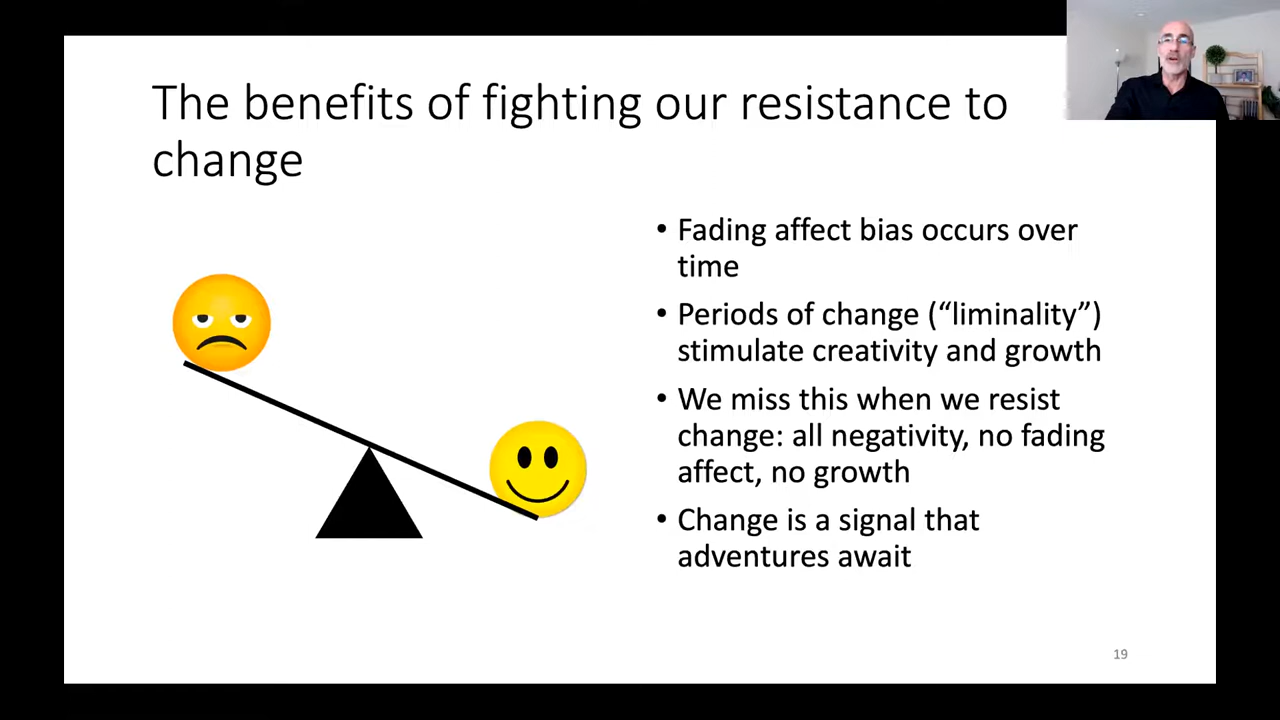 The benefits of fighting our resistance to
change
• Fading affect bias occurs over
time
• Periods of change (“liminality”)
stimulate creativity and growth
• We miss this when we resist
change: all negativity, no fading
affect, no growth
• Change is a signal that
adventures await
19